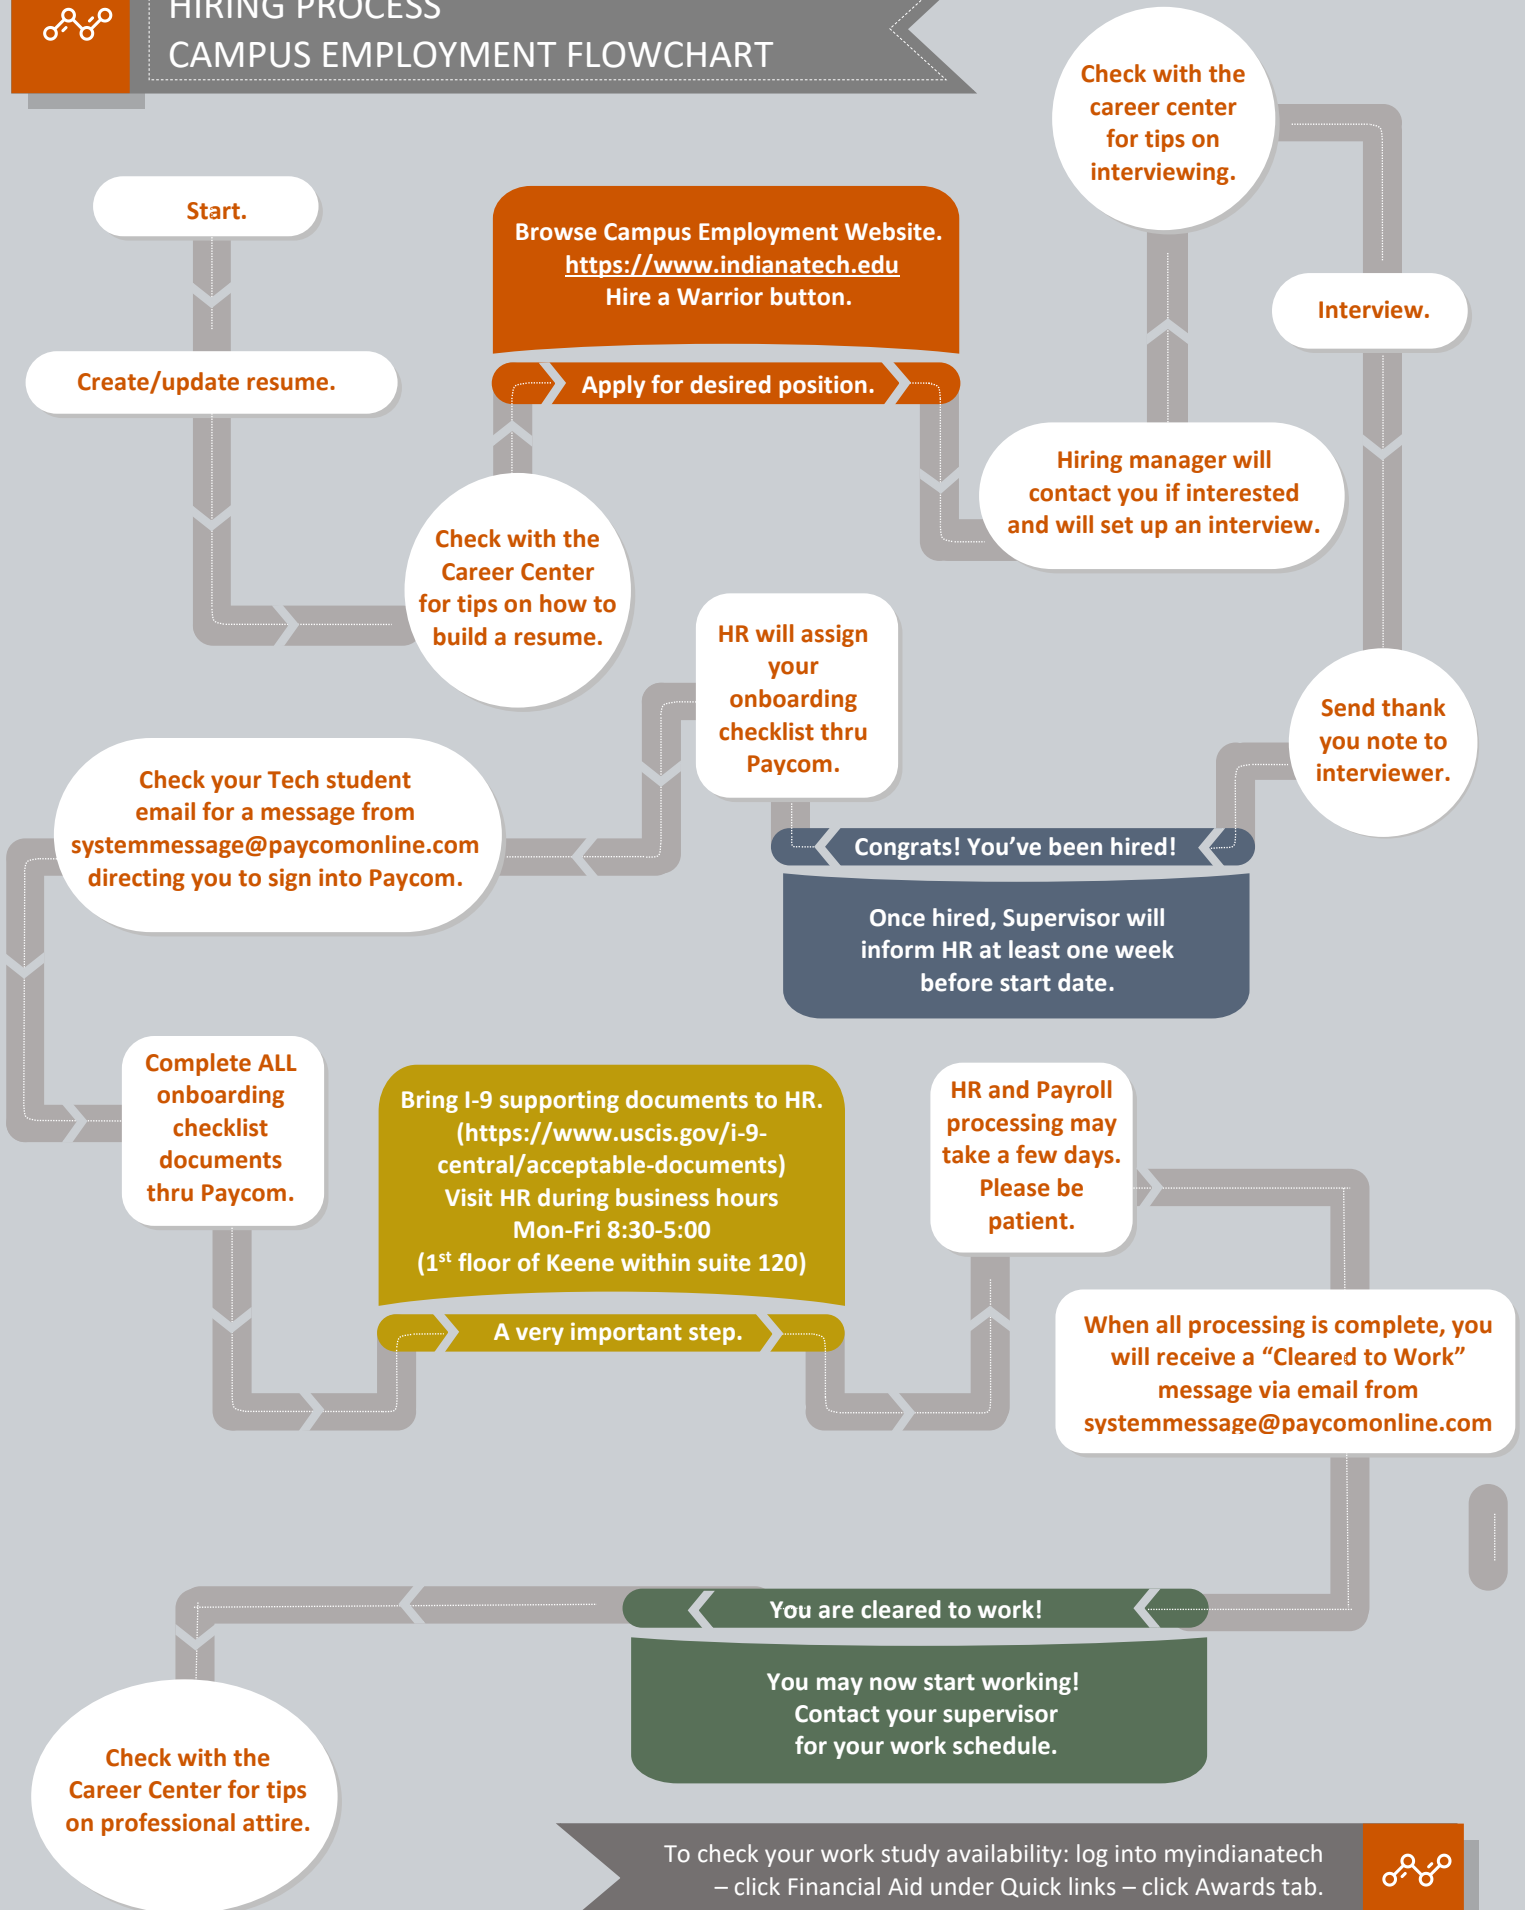 HIRING PROCESS
CAMPUS EMPLOYMENT FLOWCHART
Start.
Create/update resume.
Check with the
Career Center
for tips on how to
build a resume.
Browse Campus Employment Website.
https://www.indianatech.edu
Hire a Warrior button.
Apply for desired position.
Hiring manager will
contact you if interested
and will set up an interview.
Check with the
career center
for tips on
interviewing.
Interview.
Send thank
you note to
interviewer.
Congrats! You’ve been hired!
Once hired, Supervisor will
inform HR at least one week
before start date.
HR will assign
your
onboarding
checklist thru
Paycom.
Check your Tech student
email for a message from
systemmessage@paycomonline.com
directing you to sign into Paycom.
Complete ALL
onboarding
checklist
documents
thru Paycom.
Bring I-9 supporting documents to HR.
(https://www.uscis.gov/i-9-
central/acceptable-documents)
Visit HR during business hours
Mon-Fri 8:30-5:00
(1st floor of Keene within suite 120)
A very important step.
HR and Payroll
processing may
take a few days.
Please be
patient.
When all processing is complete, you
will receive a “Cleared to Work”
message via email from
systemmessage@paycomonline.com
You are cleared to work!
You may now start working!
Contact your supervisor
for your work schedule.
Check with the
Career Center for tips
on professional attire.
To check your work study availability: log into myindianatech
– click Financial Aid under Quick links – click Awards tab.